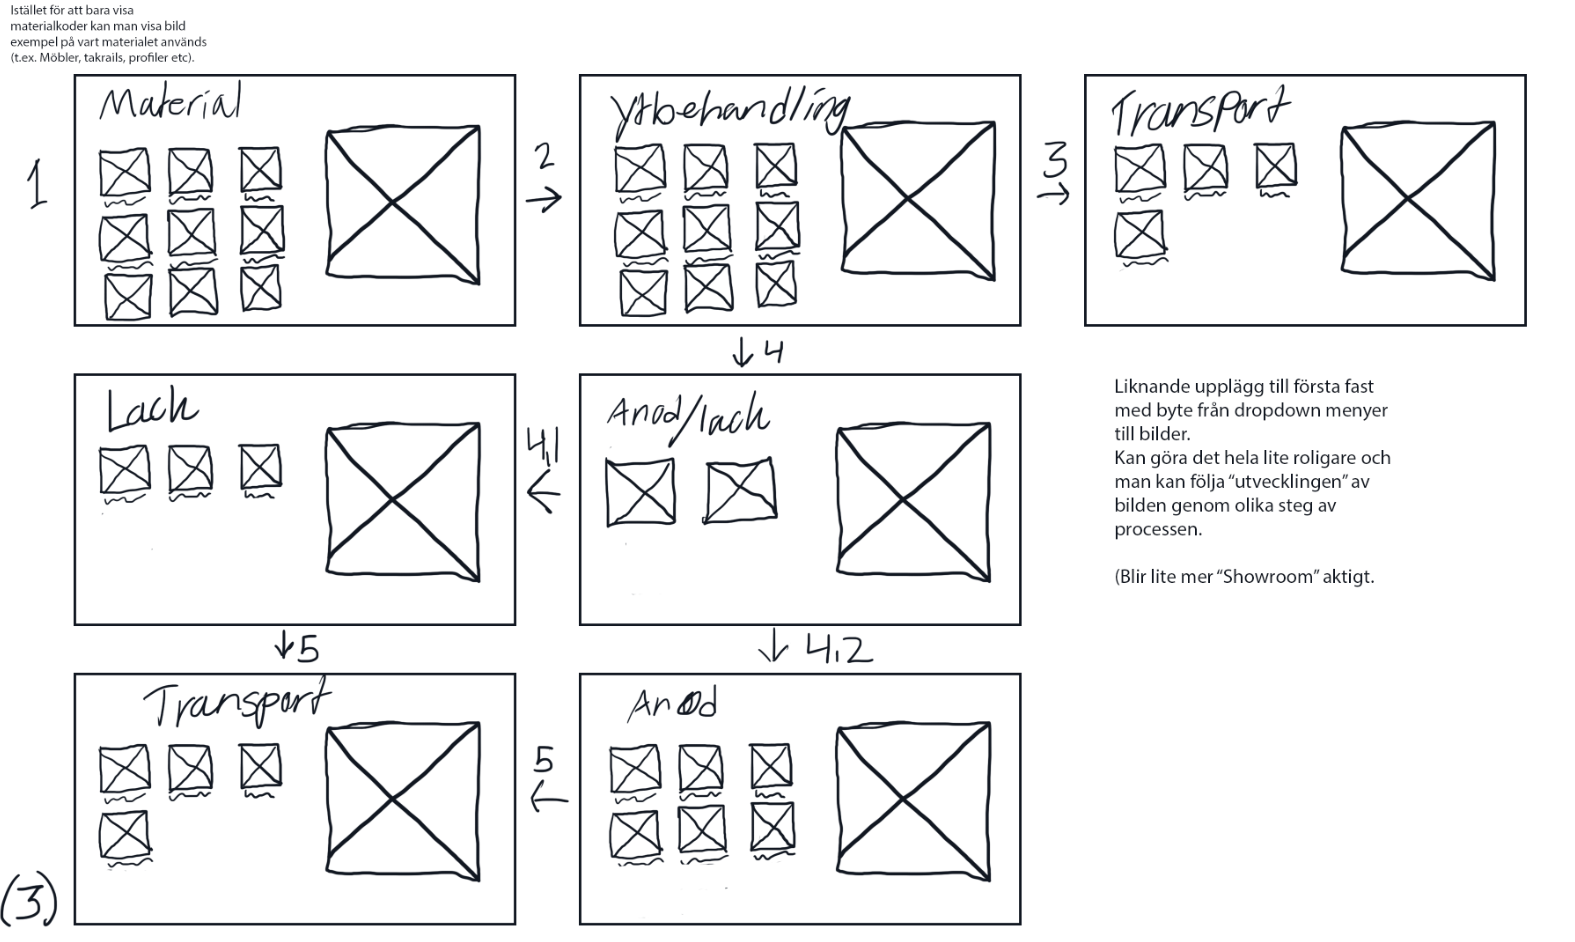 Istället för att bara visa
materialkoder kan man visa bild
exempel på vart materialet används
(t.ex. Möbler, takrails, profiler etc).
Material
Ytbehandling
Transport
1
2
3
4
Lack
Anod/lack
4,1
Liknande upplägg till första fast
med byte från dropdown menyer
till bilder.
Kan göra det hela lite roligare och
man kan följa “utvecklingen” av
bilden genom olika steg av
processen.
(Blir lite mer “Showroom” aktigt.
5
4,2
Transport
Anod
5
(3)